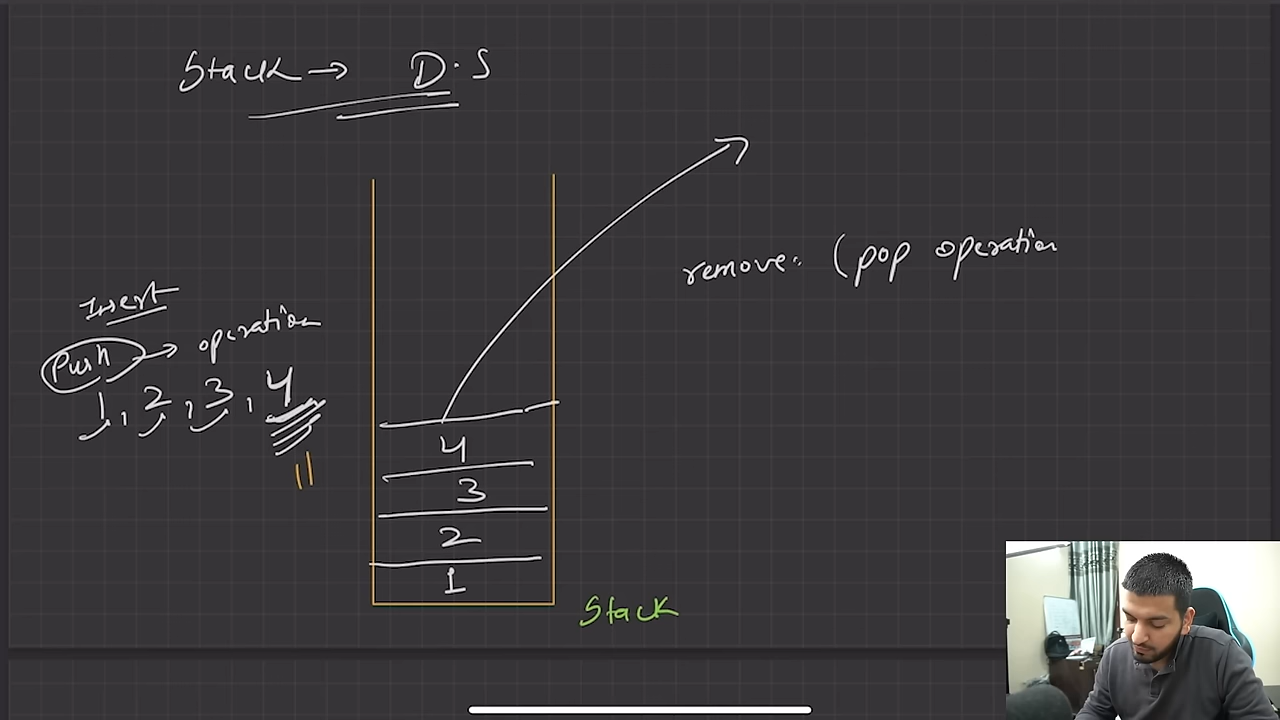 Stack → D.S
Insert
Push → operation
1, 2, 3, 4
remove: (pop operation
4
3
2
1
Stack